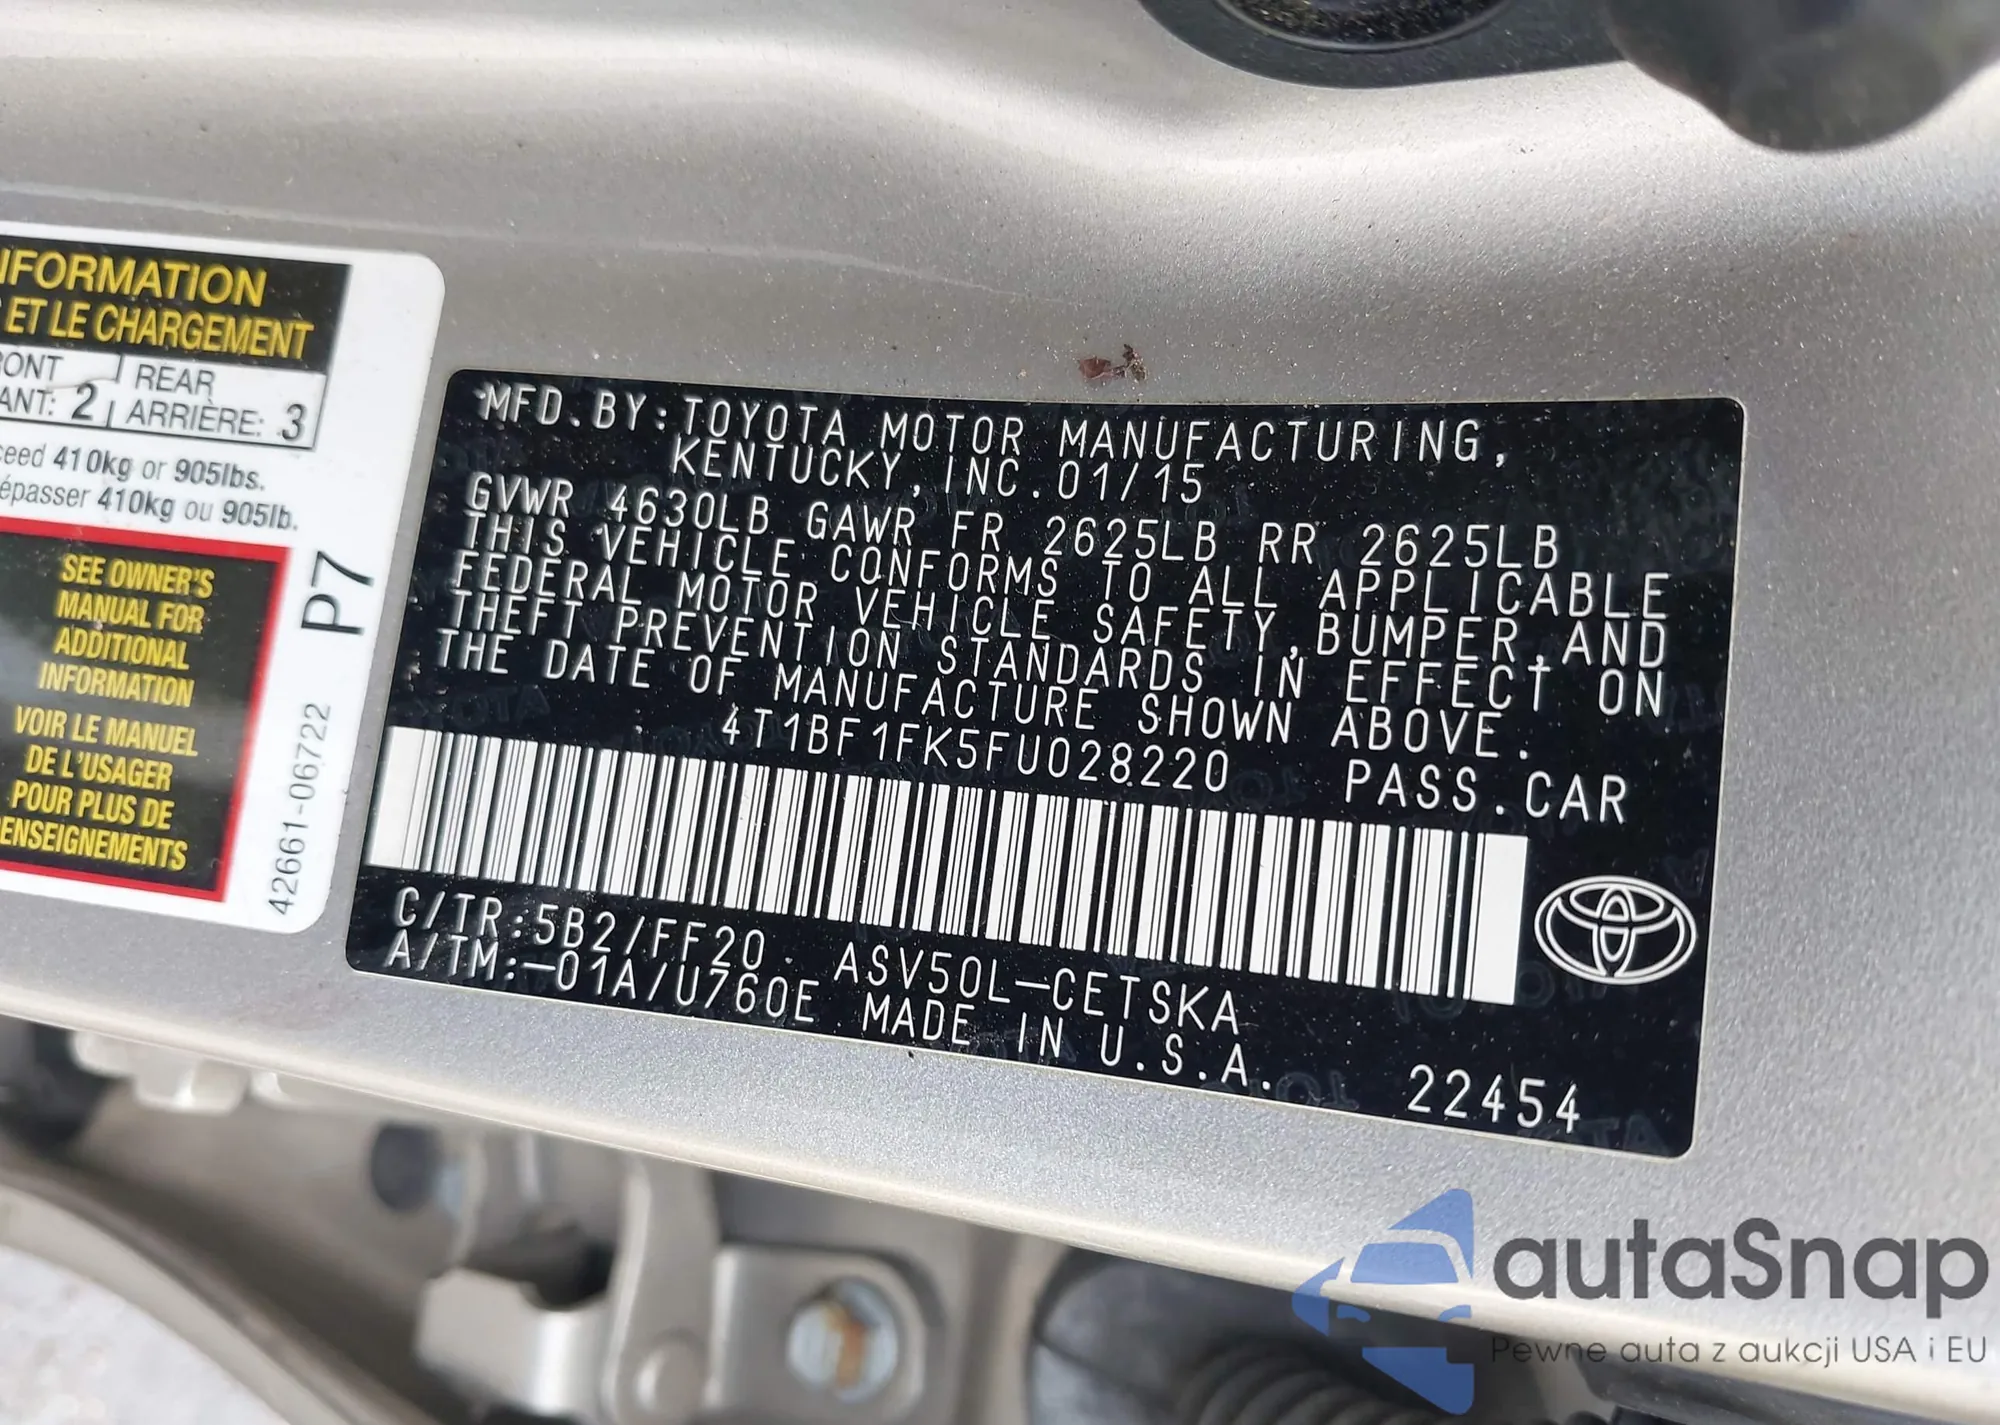 NFORMATION
ET LE CHARGEMENT
ONT
REAR
ANT: 2
ARRIÈRE: 3
ceed 410kg or 905lbs.
épasser 410kg ou 905lb.
SEE OWNER'S
MANUAL FOR
ADDITIONAL
INFORMATION
VOIR LE MANUEL
DE L'USAGER
POUR PLUS DE
ENSEIGNEMENTS
42661-06722 P7
MFD.BY:TOYOTA MOTOR MANUFACTURING,
KENTUCKY,INC.01/15
GVWR 4630LB GAWR FR 2625LB RR 2625LB
THIS VEHICLE CONFORMS TO ALL APPLICABLE
FEDERAL MOTOR VEHICLE SAFETY,BUMPER,AND
THEFT PREVENTION STANDARDS IN EFFECT ON
THE DATE OF MANUFACTURE SHOWN ABOVE.
4T1BF1FK5FU028220 PASS.CAR
C/TR:5B2/FF20 ASV50L-CETSKA
A/TM:-01A/U760E MADE IN U.S.A.
22454
autaSnap
Pewne auta z aukcji USA i EU